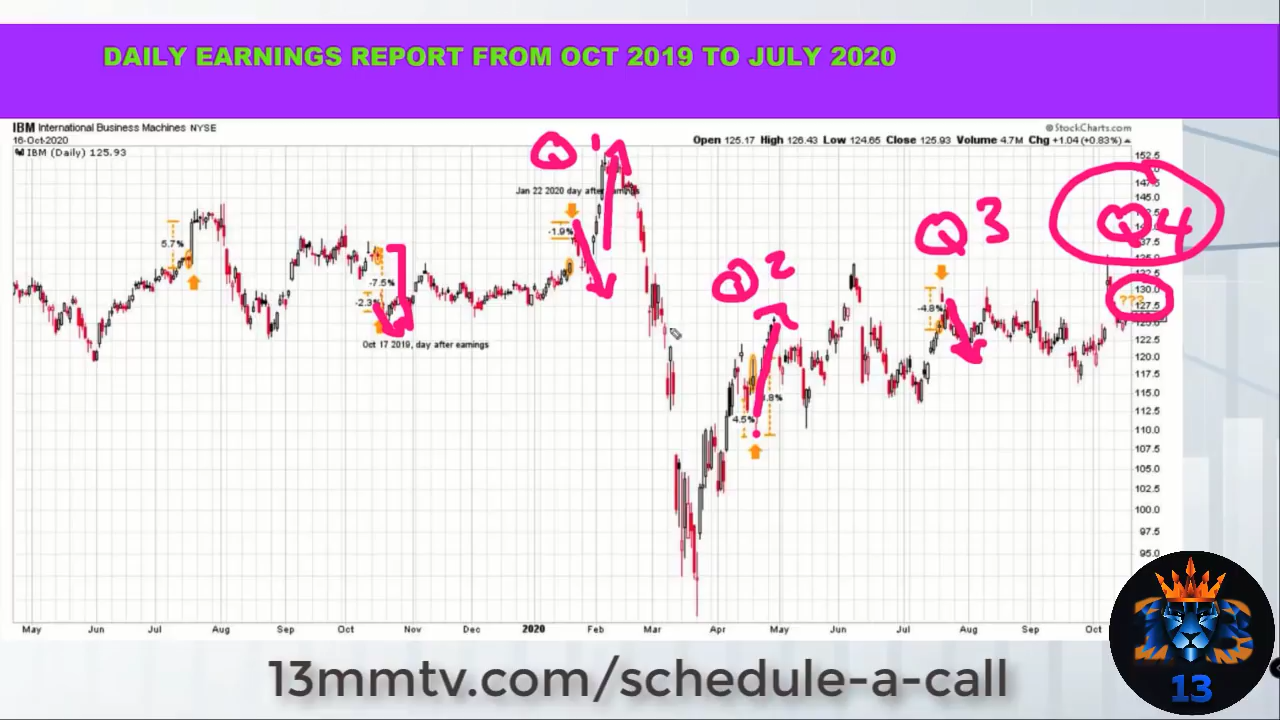 DAILY EARNINGS REPORT FROM OCT 2019 TO JULY 2020
IBM International Business Machines NYSE
© StockCharts.com
16-Oct-2020
Open 125.17 High 126.43 Low 124.65 Close 125.93 Volume 4.7M Chg +1.04 (+0.83%)
IBM (Daily) 125.93
Q1
Jan 22 2020 day after
5.7%
-1.9%
-7.5%
-2.3%
Oct 17 2019, day after earnings
Q2
4.5%
.8%
Q3
-4.8%
Q4
???
152.5
147.5
145.0
137.5
132.5
130.0
127.5
125.0
122.5
120.0
117.5
115.0
112.5
110.0
107.5
105.0
102.5
100.0
97.5
95.0
May Jun Jul Aug Sep Oct Nov Dec 2020 Feb Mar Apr May Jun Jul Aug Sep Oct
13mmtv.com/schedule-a-call
13